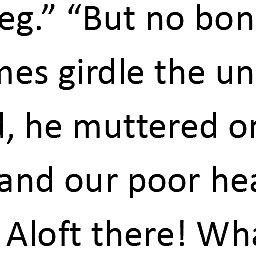 eg.” “But no bon
mes girdle the un
d, he muttered or
and our poor hea
Aloft there! Wha